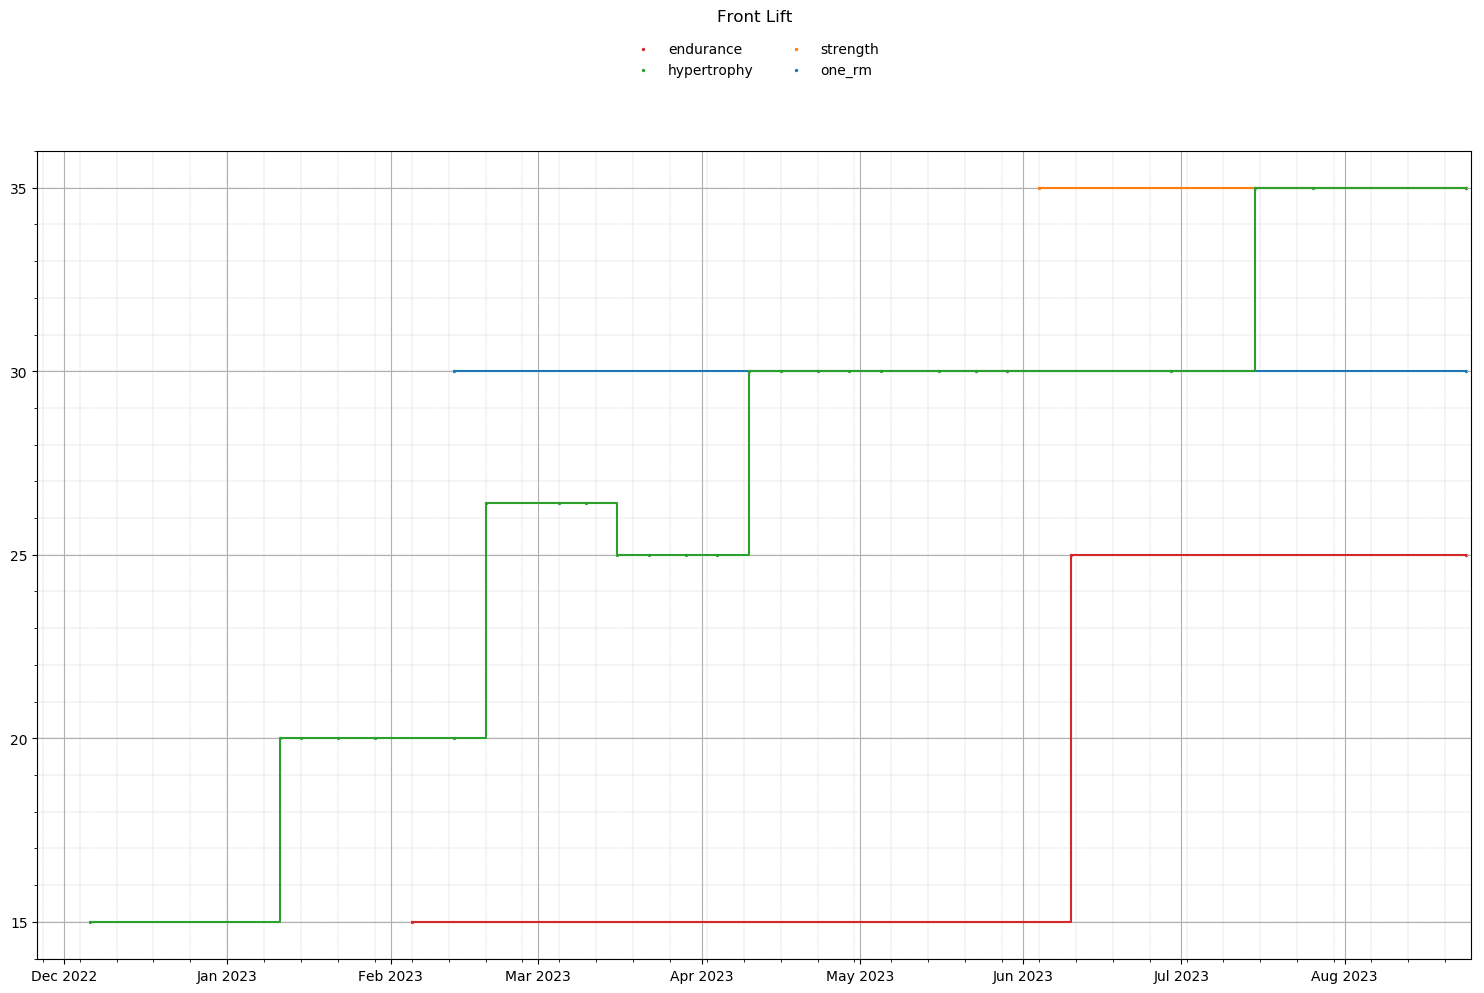 Front Lift
endurance strength
hypertrophy one_rm
35
30
25
20
15
Dec 2022 Jan 2023 Feb 2023 Mar 2023 Apr 2023 May 2023 Jun 2023 Jul 2023 Aug 2023